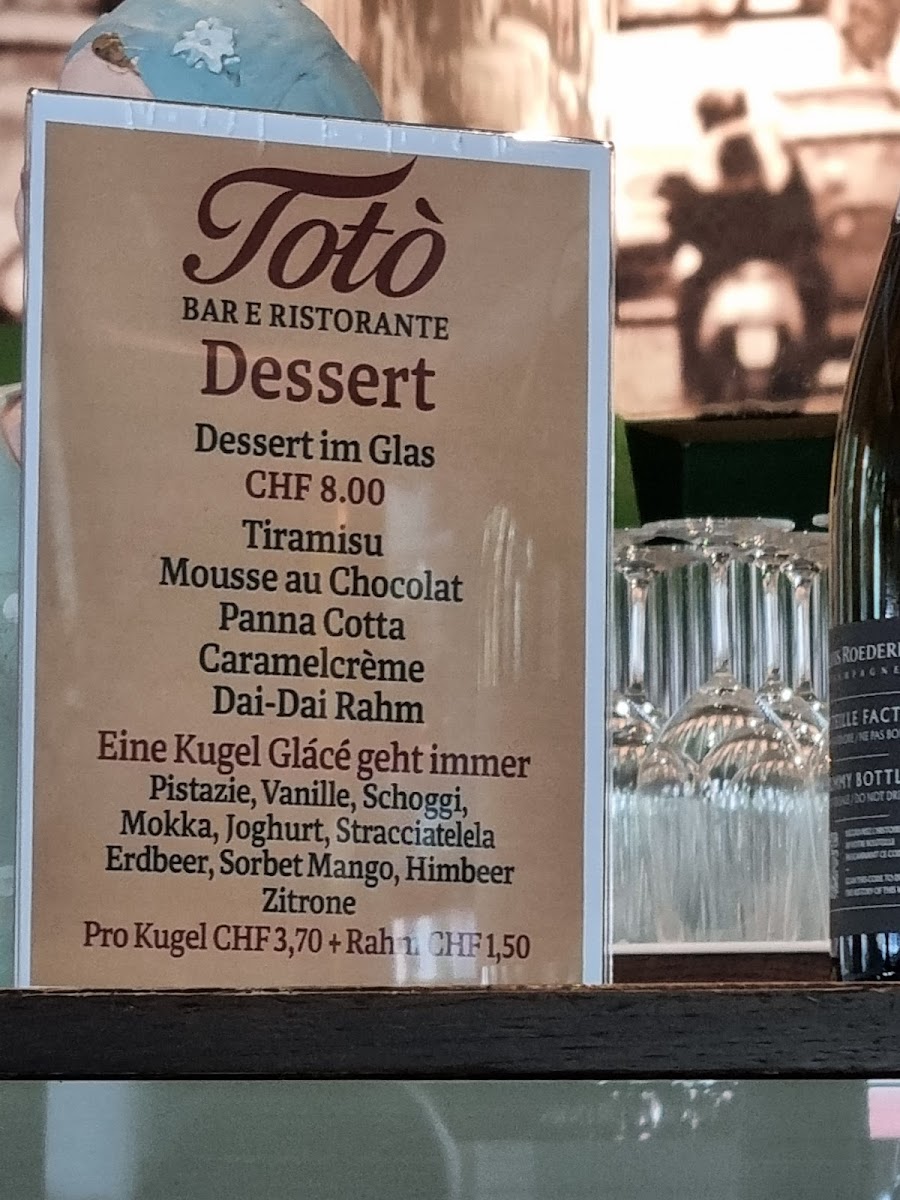 Totò
BAR E RISTORANTE
Dessert
Dessert im Glas
CHF 8.00
Tiramisu
Mousse au Chocolat
Panna Cotta
Caramelcrème
Dai-Dai Rahm
Eine Kugel Glácé geht immer
Pistazie, Vanille, Schoggi,
Mokka, Joghurt, Stracciatelela
Erdbeer, Sorbet Mango, Himbeer
Zitrone
Pro Kugel CHF 3,70 + Rahm CHF 1,50
ROEDER